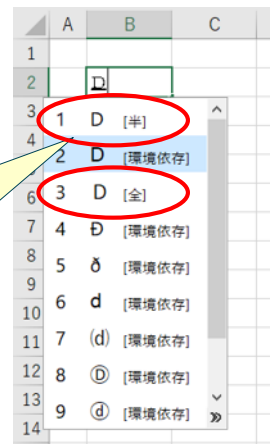 A B C
1
2 D
3
4
6
7
8
9
10
11
12
13
14
1 D [半]
2 D [環境依存]
3 D [全]
4 Ð [環境依存]
5 ð [環境依存]
6 d [環境依存]
7 ⒟ [環境依存]
8 Ⓓ [環境依存]
9 ⓓ [環境依存]